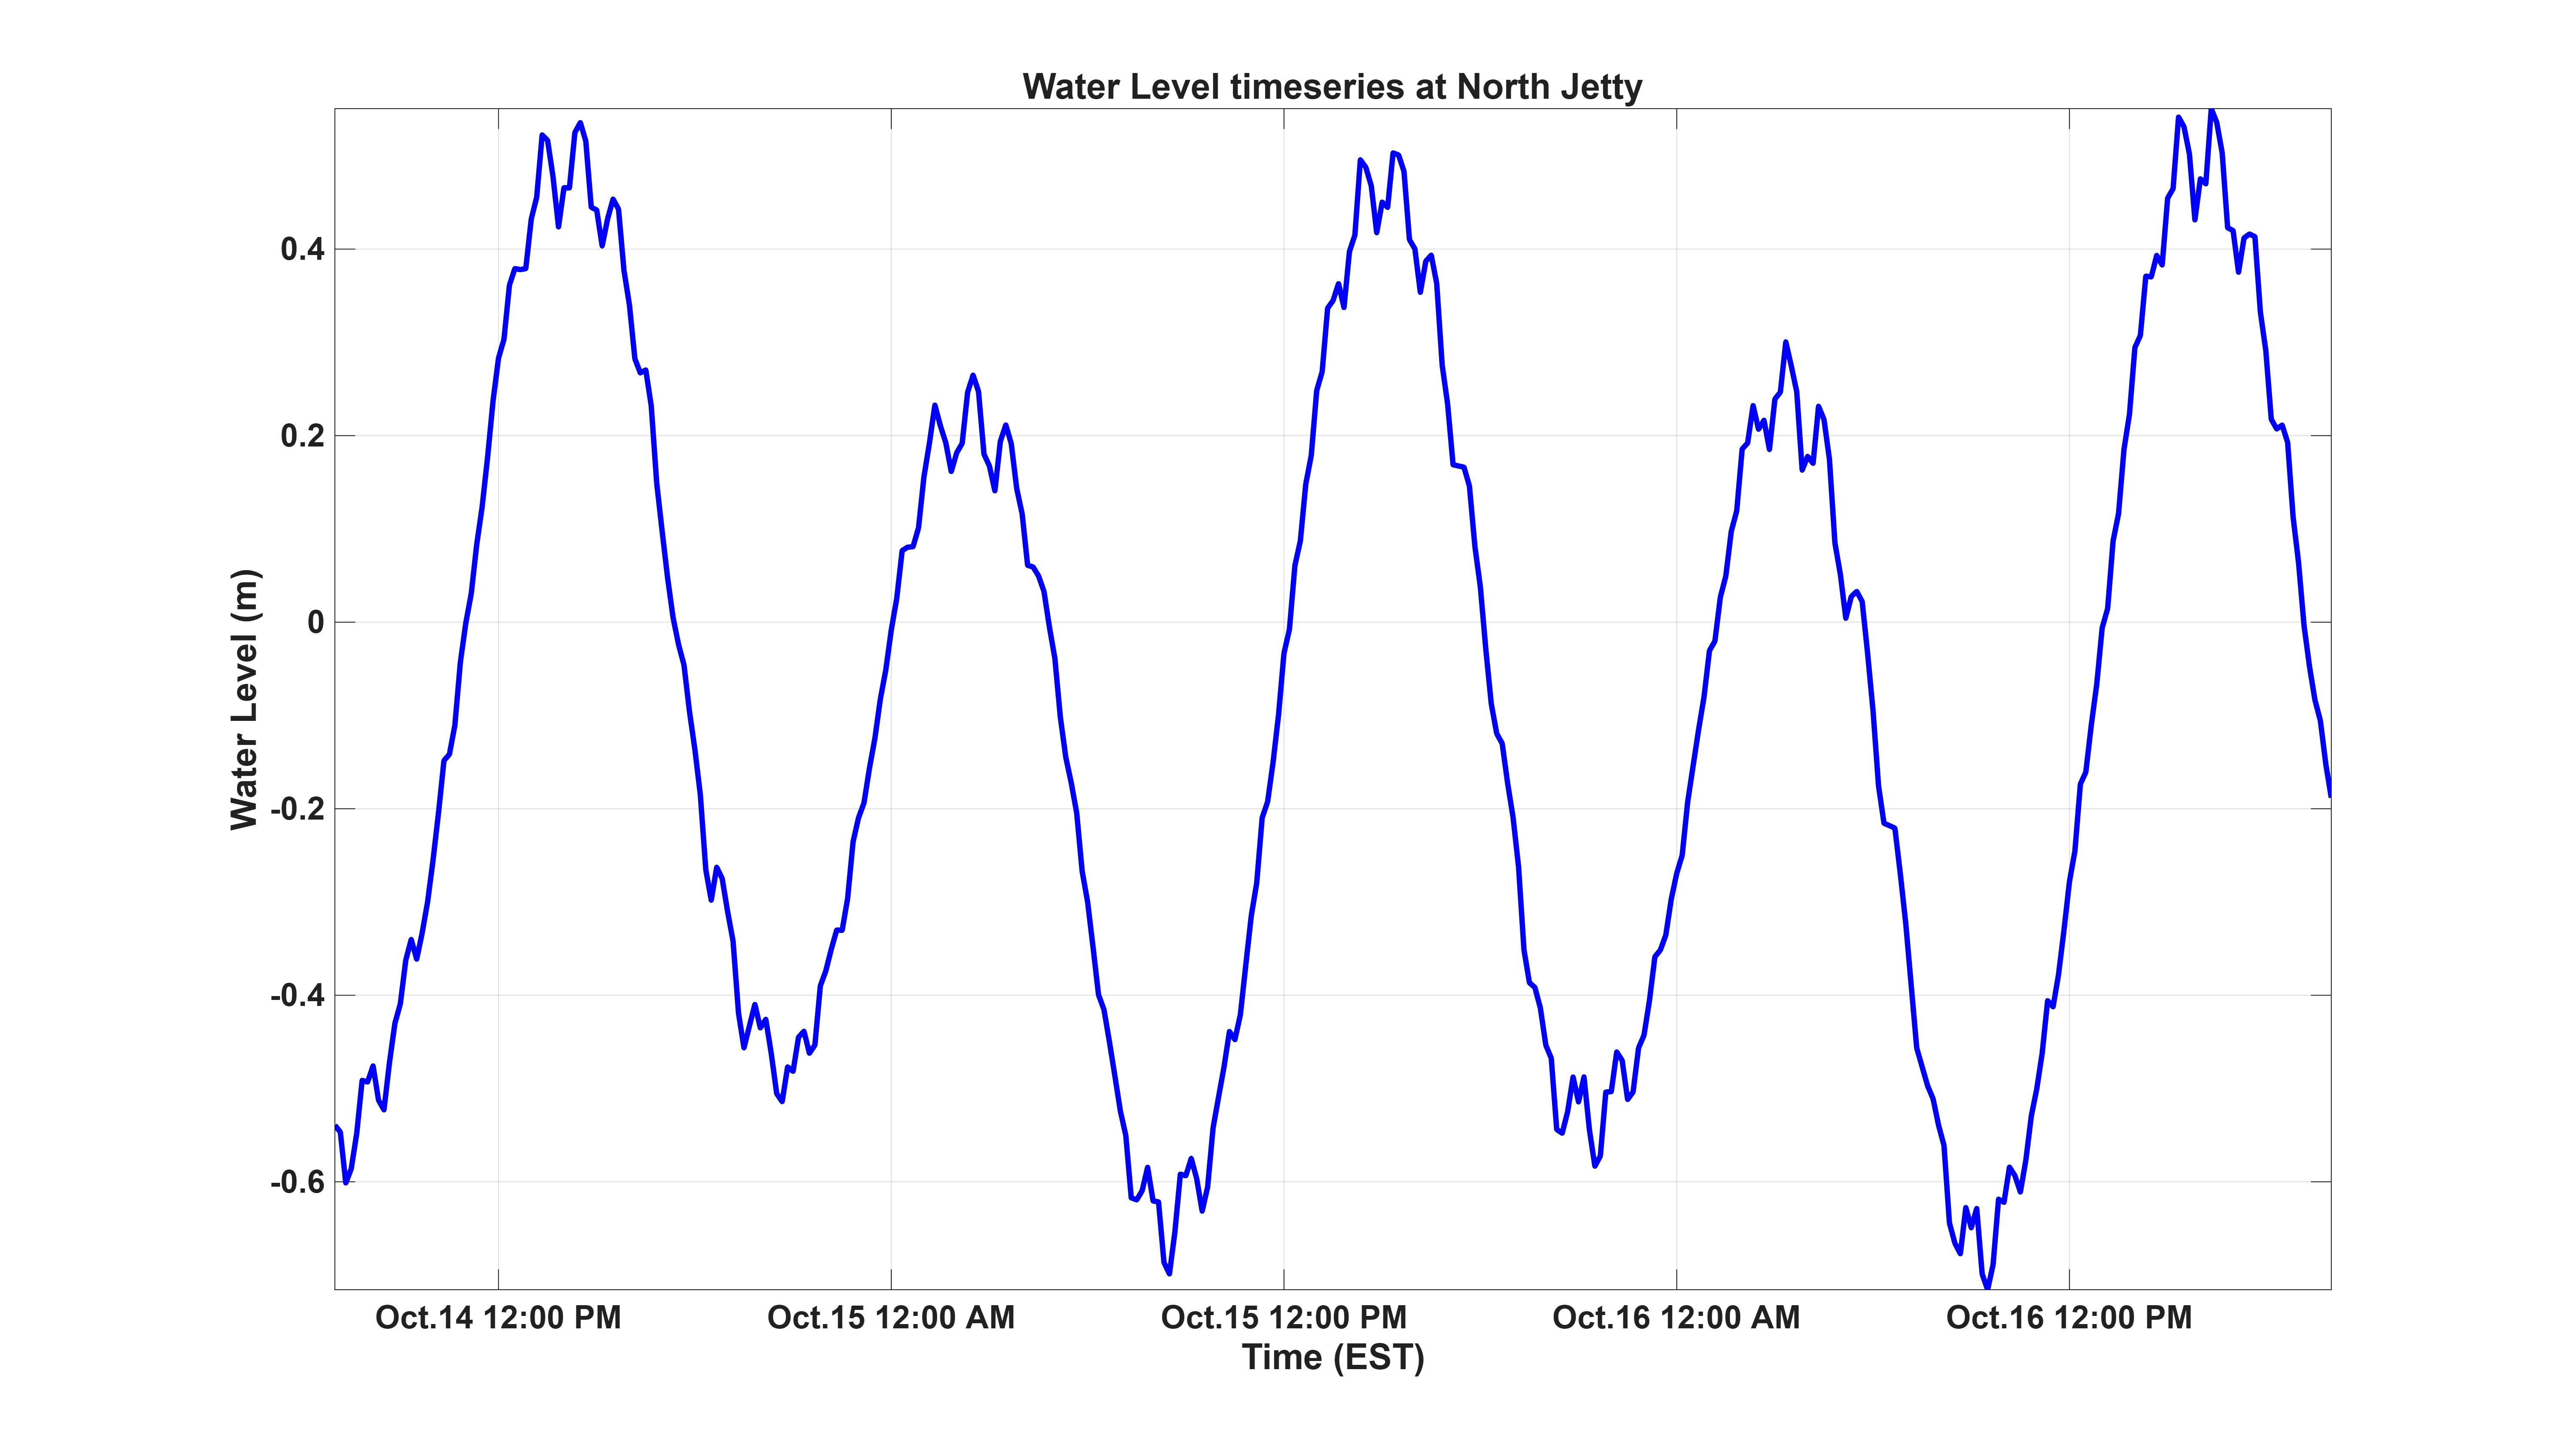 Water Level timeseries at North Jetty
Water Level (m)
0.4
0.2
0
-0.2
-0.4
-0.6
Oct.14 12:00 PM
Oct.15 12:00 AM
Oct.15 12:00 PM
Oct.16 12:00 AM
Oct.16 12:00 PM
Time (EST)